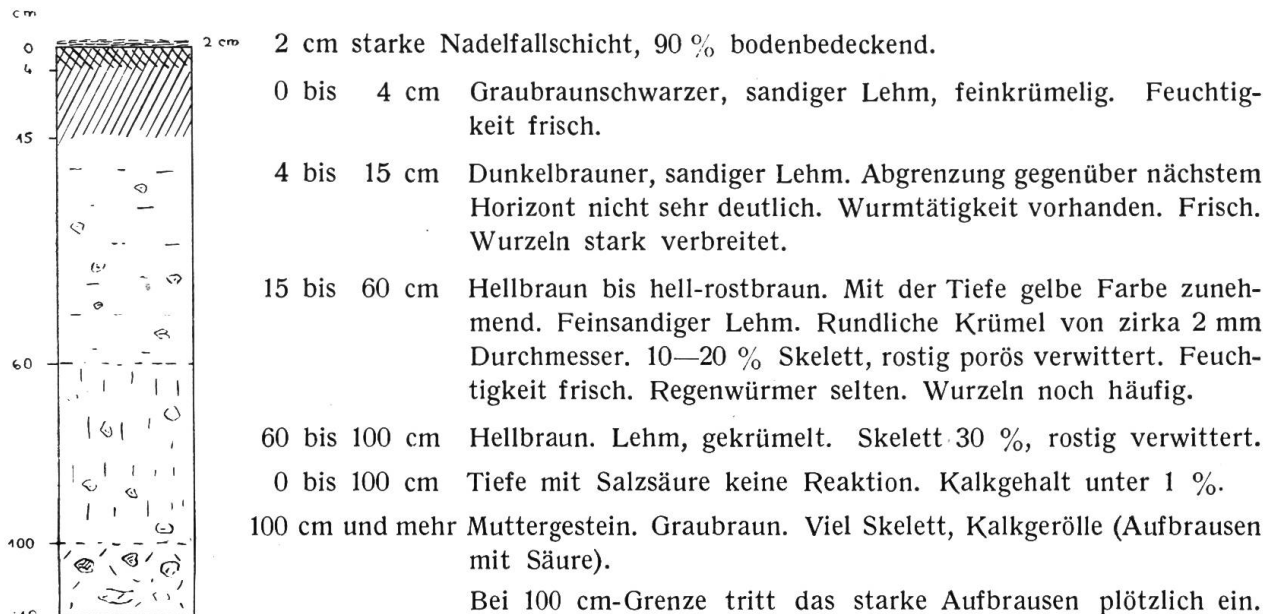 cm
0 2 cm 2 cm starke Nadelfallschicht, 90 % bodenbedeckend.
4
0 bis 4 cm Graubraunschwarzer, sandiger Lehm, feinkrümelig. Feuchtig-
keit frisch.
15
4 bis 15 cm Dunkelbrauner, sandiger Lehm. Abgrenzung gegenüber nächstem
Horizont nicht sehr deutlich. Wurmtätigkeit vorhanden. Frisch.
Wurzeln stark verbreitet.
15 bis 60 cm Hellbraun bis hell-rostbraun. Mit der Tiefe gelbe Farbe zuneh-
mend. Feinsandiger Lehm. Rundliche Krümel von zirka 2 mm
60
Durchmesser. 10—20 % Skelett, rostig porös verwittert. Feuch-
tigkeit frisch. Regenwürmer selten. Wurzeln noch häufig.
60 bis 100 cm Hellbraun. Lehm, gekrümelt. Skelett 30 %, rostig verwittert.
0 bis 100 cm Tiefe mit Salzsäure keine Reaktion. Kalkgehalt unter 1 %.
100 cm und mehr Muttergestein. Graubraun. Viel Skelett, Kalkgerölle (Aufbrausen
100
mit Säure).
Bei 100 cm-Grenze tritt das starke Aufbrausen plötzlich ein.